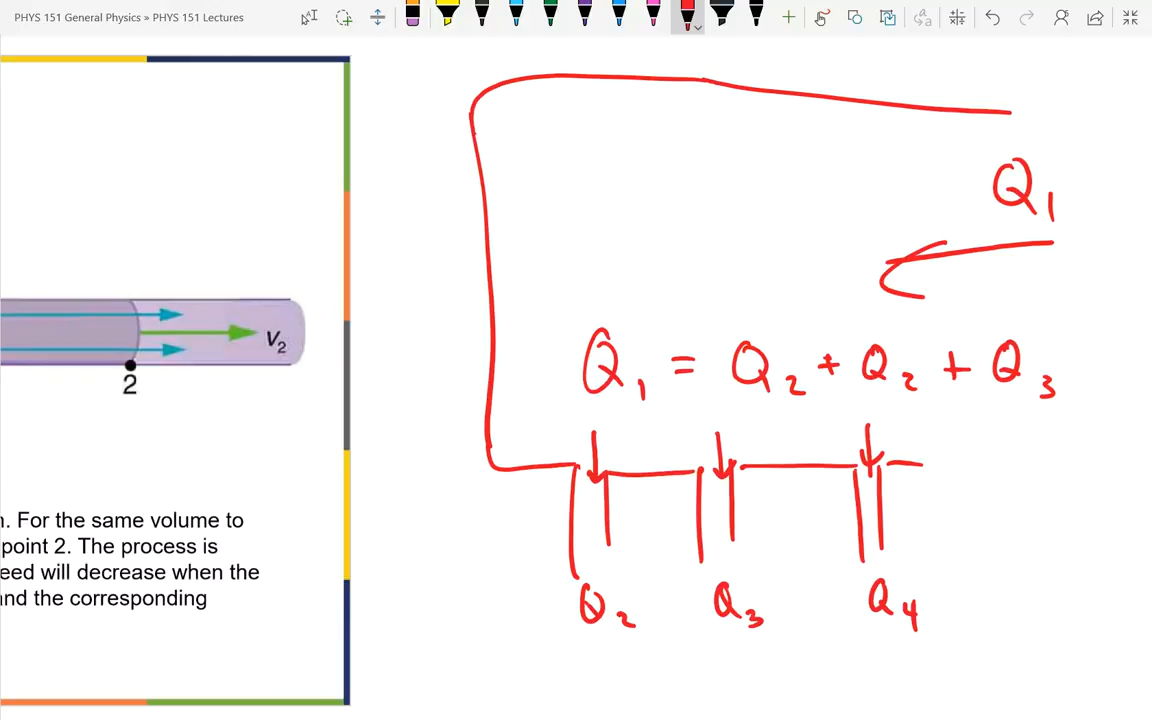 PHYS 151 General Physics » PHYS 151 Lectures
Q1
V2
2
Q1 = Q2 + Q2 + Q3
. For the same volume to
point 2. The process is
eed will decrease when the
and the corresponding
Q2 Q3 Q4